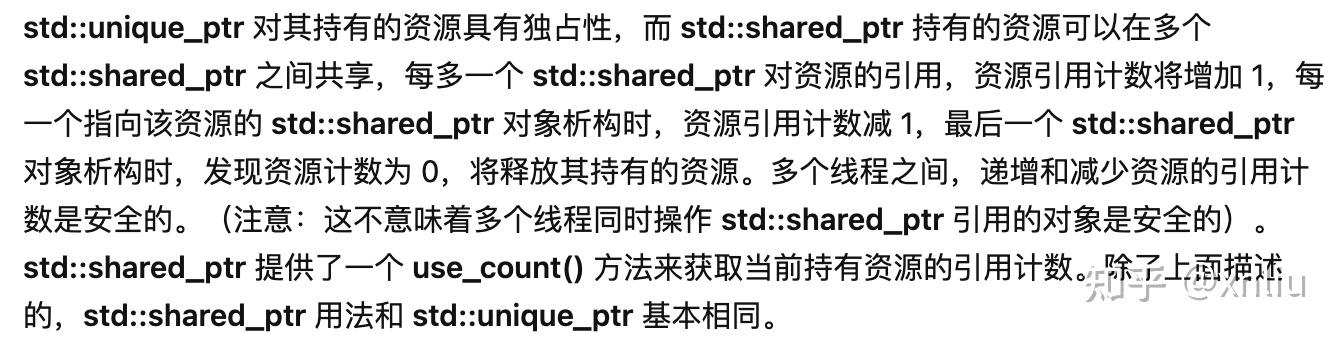 std::unique_ptr 对其持有的资源具有独占性，而 std::shared_ptr 持有的资源可以在多个
std::shared_ptr 之间共享，每多一个 std::shared_ptr 对资源的引用，资源引用计数将增加 1，每
一个指向该资源的 std::shared_ptr 对象析构时，资源引用计数减 1，最后一个 std::shared_ptr
对象析构时，发现资源计数为 0，将释放其持有的资源。多个线程之间，递增和减少资源的引用计
数是安全的。（注意：这不意味着多个线程同时操作 std::shared_ptr 引用的对象是安全的）。
std::shared_ptr 提供了一个 use_count() 方法来获取当前持有资源的引用计数。除了上面描述
的，std::shared_ptr 用法和 std::unique_ptr 基本相同。
知乎